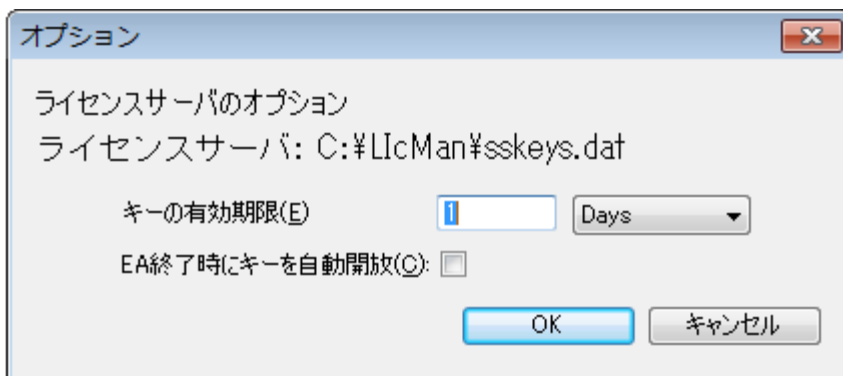 オプション
ライセンスサーバのオプション
ライセンスサーバ: C:¥LIcMan¥sskeys.dat
キーの有効期限(E) 1 Days
EA終了時にキーを自動開放(C):
OK キャンセル